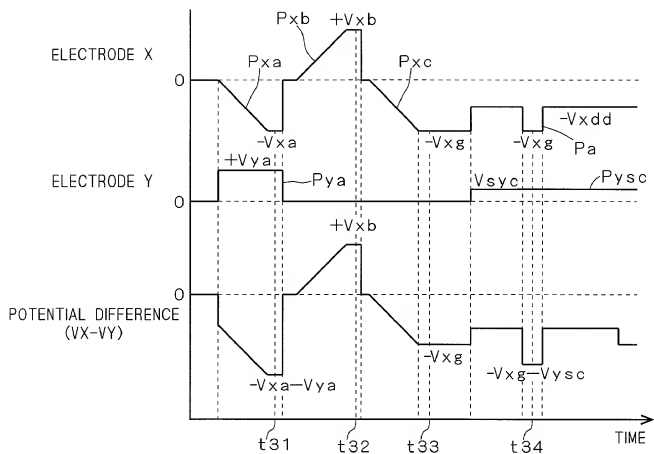 ELECTRODE X
0
Pxa
Pxb
+Vxb
Pxc
-Vxa
-Vxg
-Vxg
Pa
-Vxdd
ELECTRODE Y
0
+Vya
Pya
Vsyc
Pysc
POTENTIAL DIFFERENCE
(VX-VY)
0
+Vxb
-Vxa-Vya
-Vxg
-Vxg-Vysc
t31
t32
t33
t34
TIME